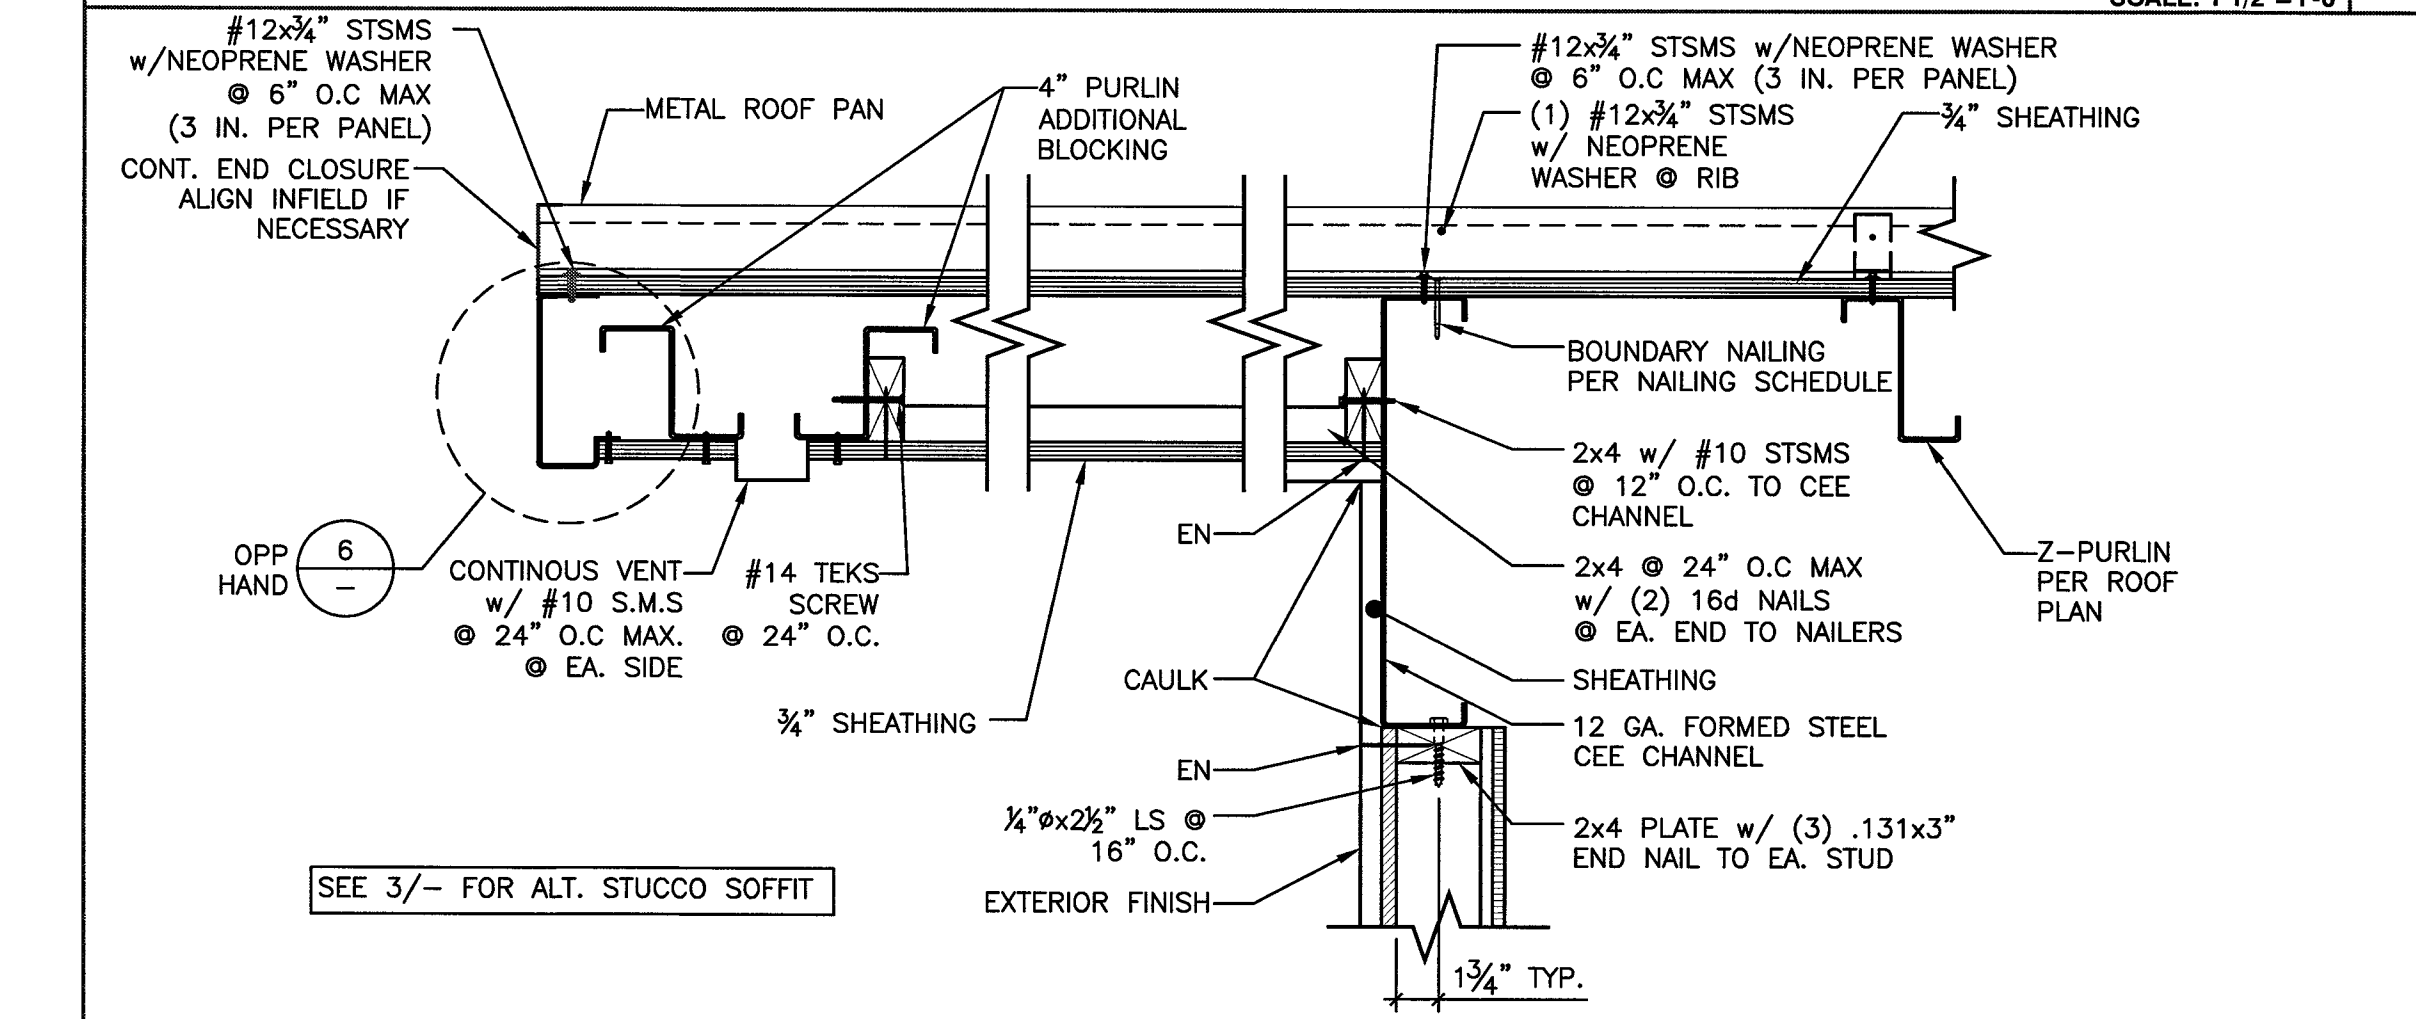 #12x¾" STSMS
w/NEOPRENE WASHER
@ 6" O.C MAX
(3 IN. PER PANEL)
CONT. END CLOSURE
ALIGN INFIELD IF
NECESSARY
METAL ROOF PAN
4" PURLIN
ADDITIONAL
BLOCKING
#12x¾" STSMS w/NEOPRENE WASHER
@ 6" O.C MAX (3 IN. PER PANEL)
(1) #12x¾" STSMS
w/ NEOPRENE
WASHER @ RIB
¾" SHEATHING
BOUNDARY NAILING
PER NAILING SCHEDULE
2x4 w/ #10 STSMS
@ 12" O.C. TO CEE
CHANNEL
2x4 @ 24" O.C MAX
w/ (2) 16d NAILS
@ EA. END TO NAILERS
SHEATHING
12 GA. FORMED STEEL
CEE CHANNEL
2x4 PLATE w/ (3) .131x3"
END NAIL TO EA. STUD
Z-PURLIN
PER ROOF
PLAN
OPP
HAND
6
-
CONTINOUS VENT
w/ #10 S.M.S
@ 24" O.C MAX.
@ EA. SIDE
#14 TEKS
SCREW
@ 24" O.C.
¾" SHEATHING
EN
CAULK
EN
¼"øx2½" LS @
16" O.C.
EXTERIOR FINISH
1¾" TYP.
SEE 3/- FOR ALT. STUCCO SOFFIT